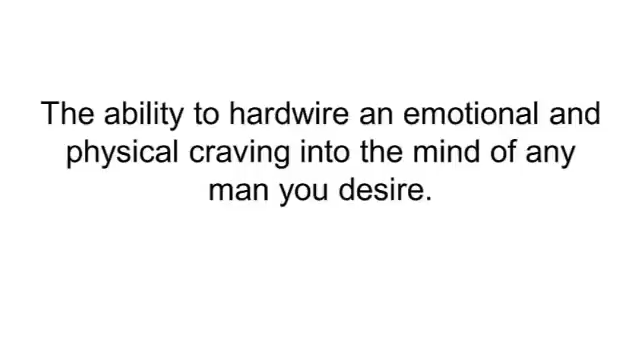 The ability to hardwire an emotional and
physical craving into the mind of any
man you desire.